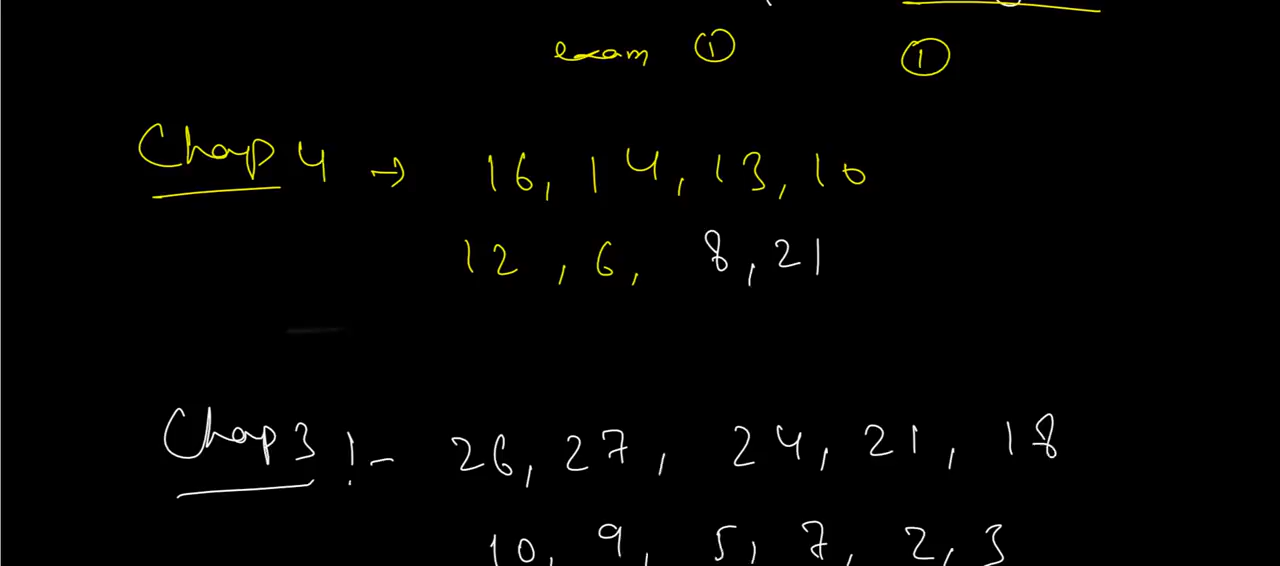 exam ① ①
Chap 4 → 16, 14, 13, 10
12, 6, 8, 21
Chap 3 :- 26, 27, 24, 21, 18
10, 9, 5, 7, 2, 3